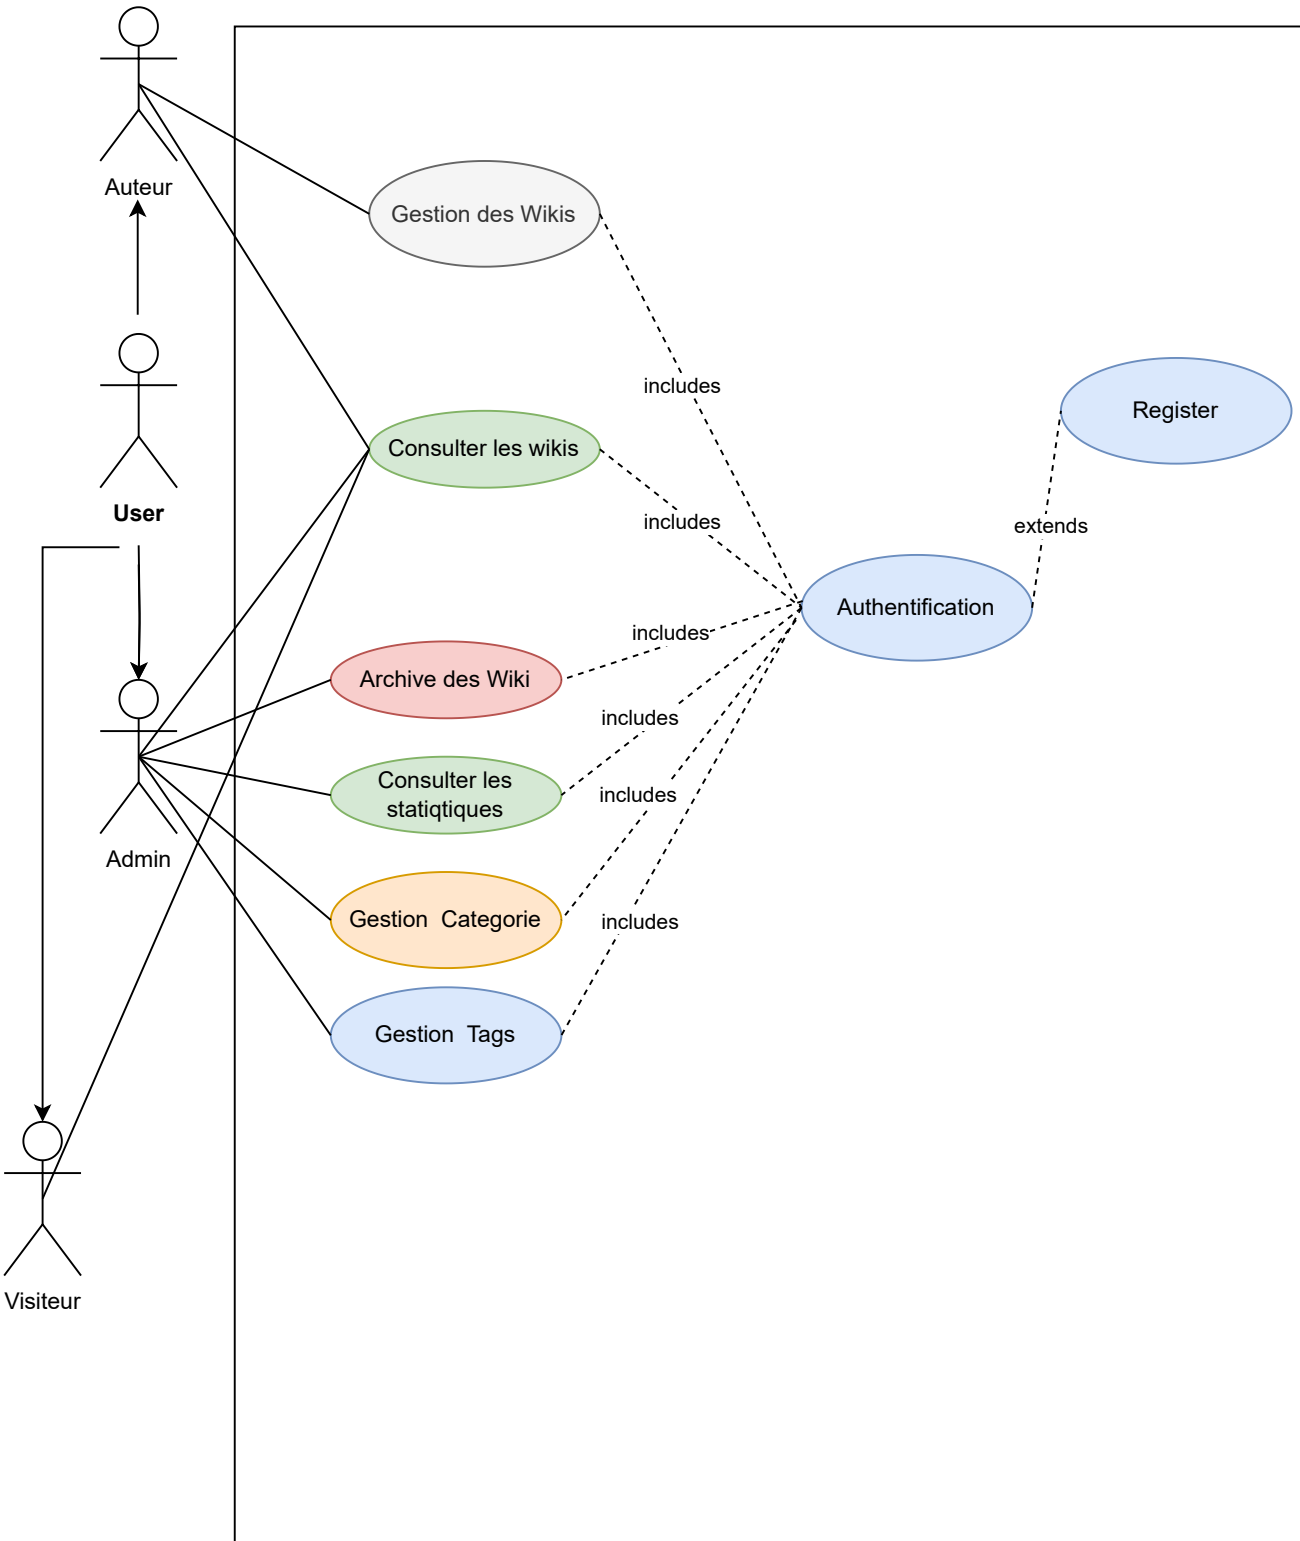 Auteur
Gestion des Wikis
includes
Register
Consulter les wikis
User
includes
extends
Authentification
includes
Archive des Wiki
includes
Consulter les
statiqtiques
includes
Admin
Gestion  Categorie
includes
Gestion  Tags
Visiteur